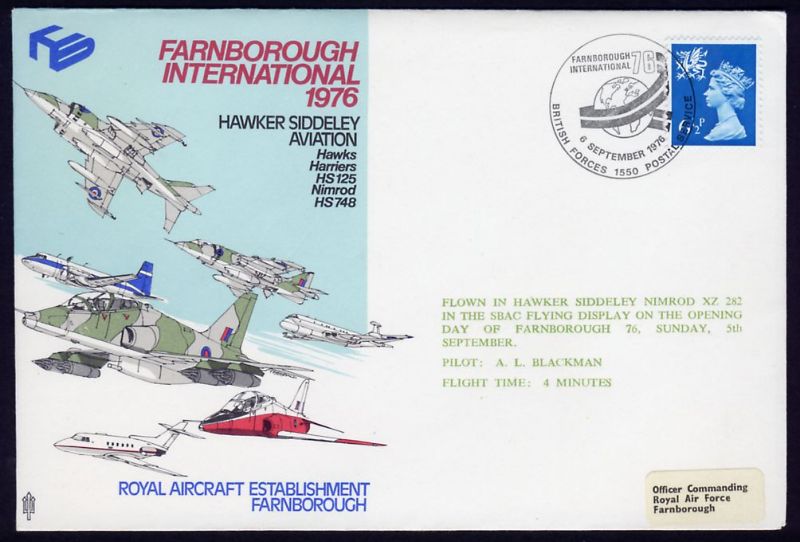 FARNBOROUGH
INTERNATIONAL
1976
HAWKER SIDDELEY
AVIATION
Hawks
Harriers
HS125
Nimrod
HS748
ROYAL AIRCRAFT ESTABLISHMENT
FARNBOROUGH
FARNBOROUGH
INTERNATIONAL 76
6 SEPTEMBER 1976
BRITISH FORCES 1550 POSTAL SERVICE
6½P
FLOWN IN HAWKER SIDDELEY NIMROD XZ 282
IN THE SBAC FLYING DISPLAY ON THE OPENING
DAY OF FARNBOROUGH 76, SUNDAY, 5th
SEPTEMBER.
PILOT: A. L. BLACKMAN
FLIGHT TIME: 4 MINUTES
Officer Commanding
Royal Air Force
Farnborough